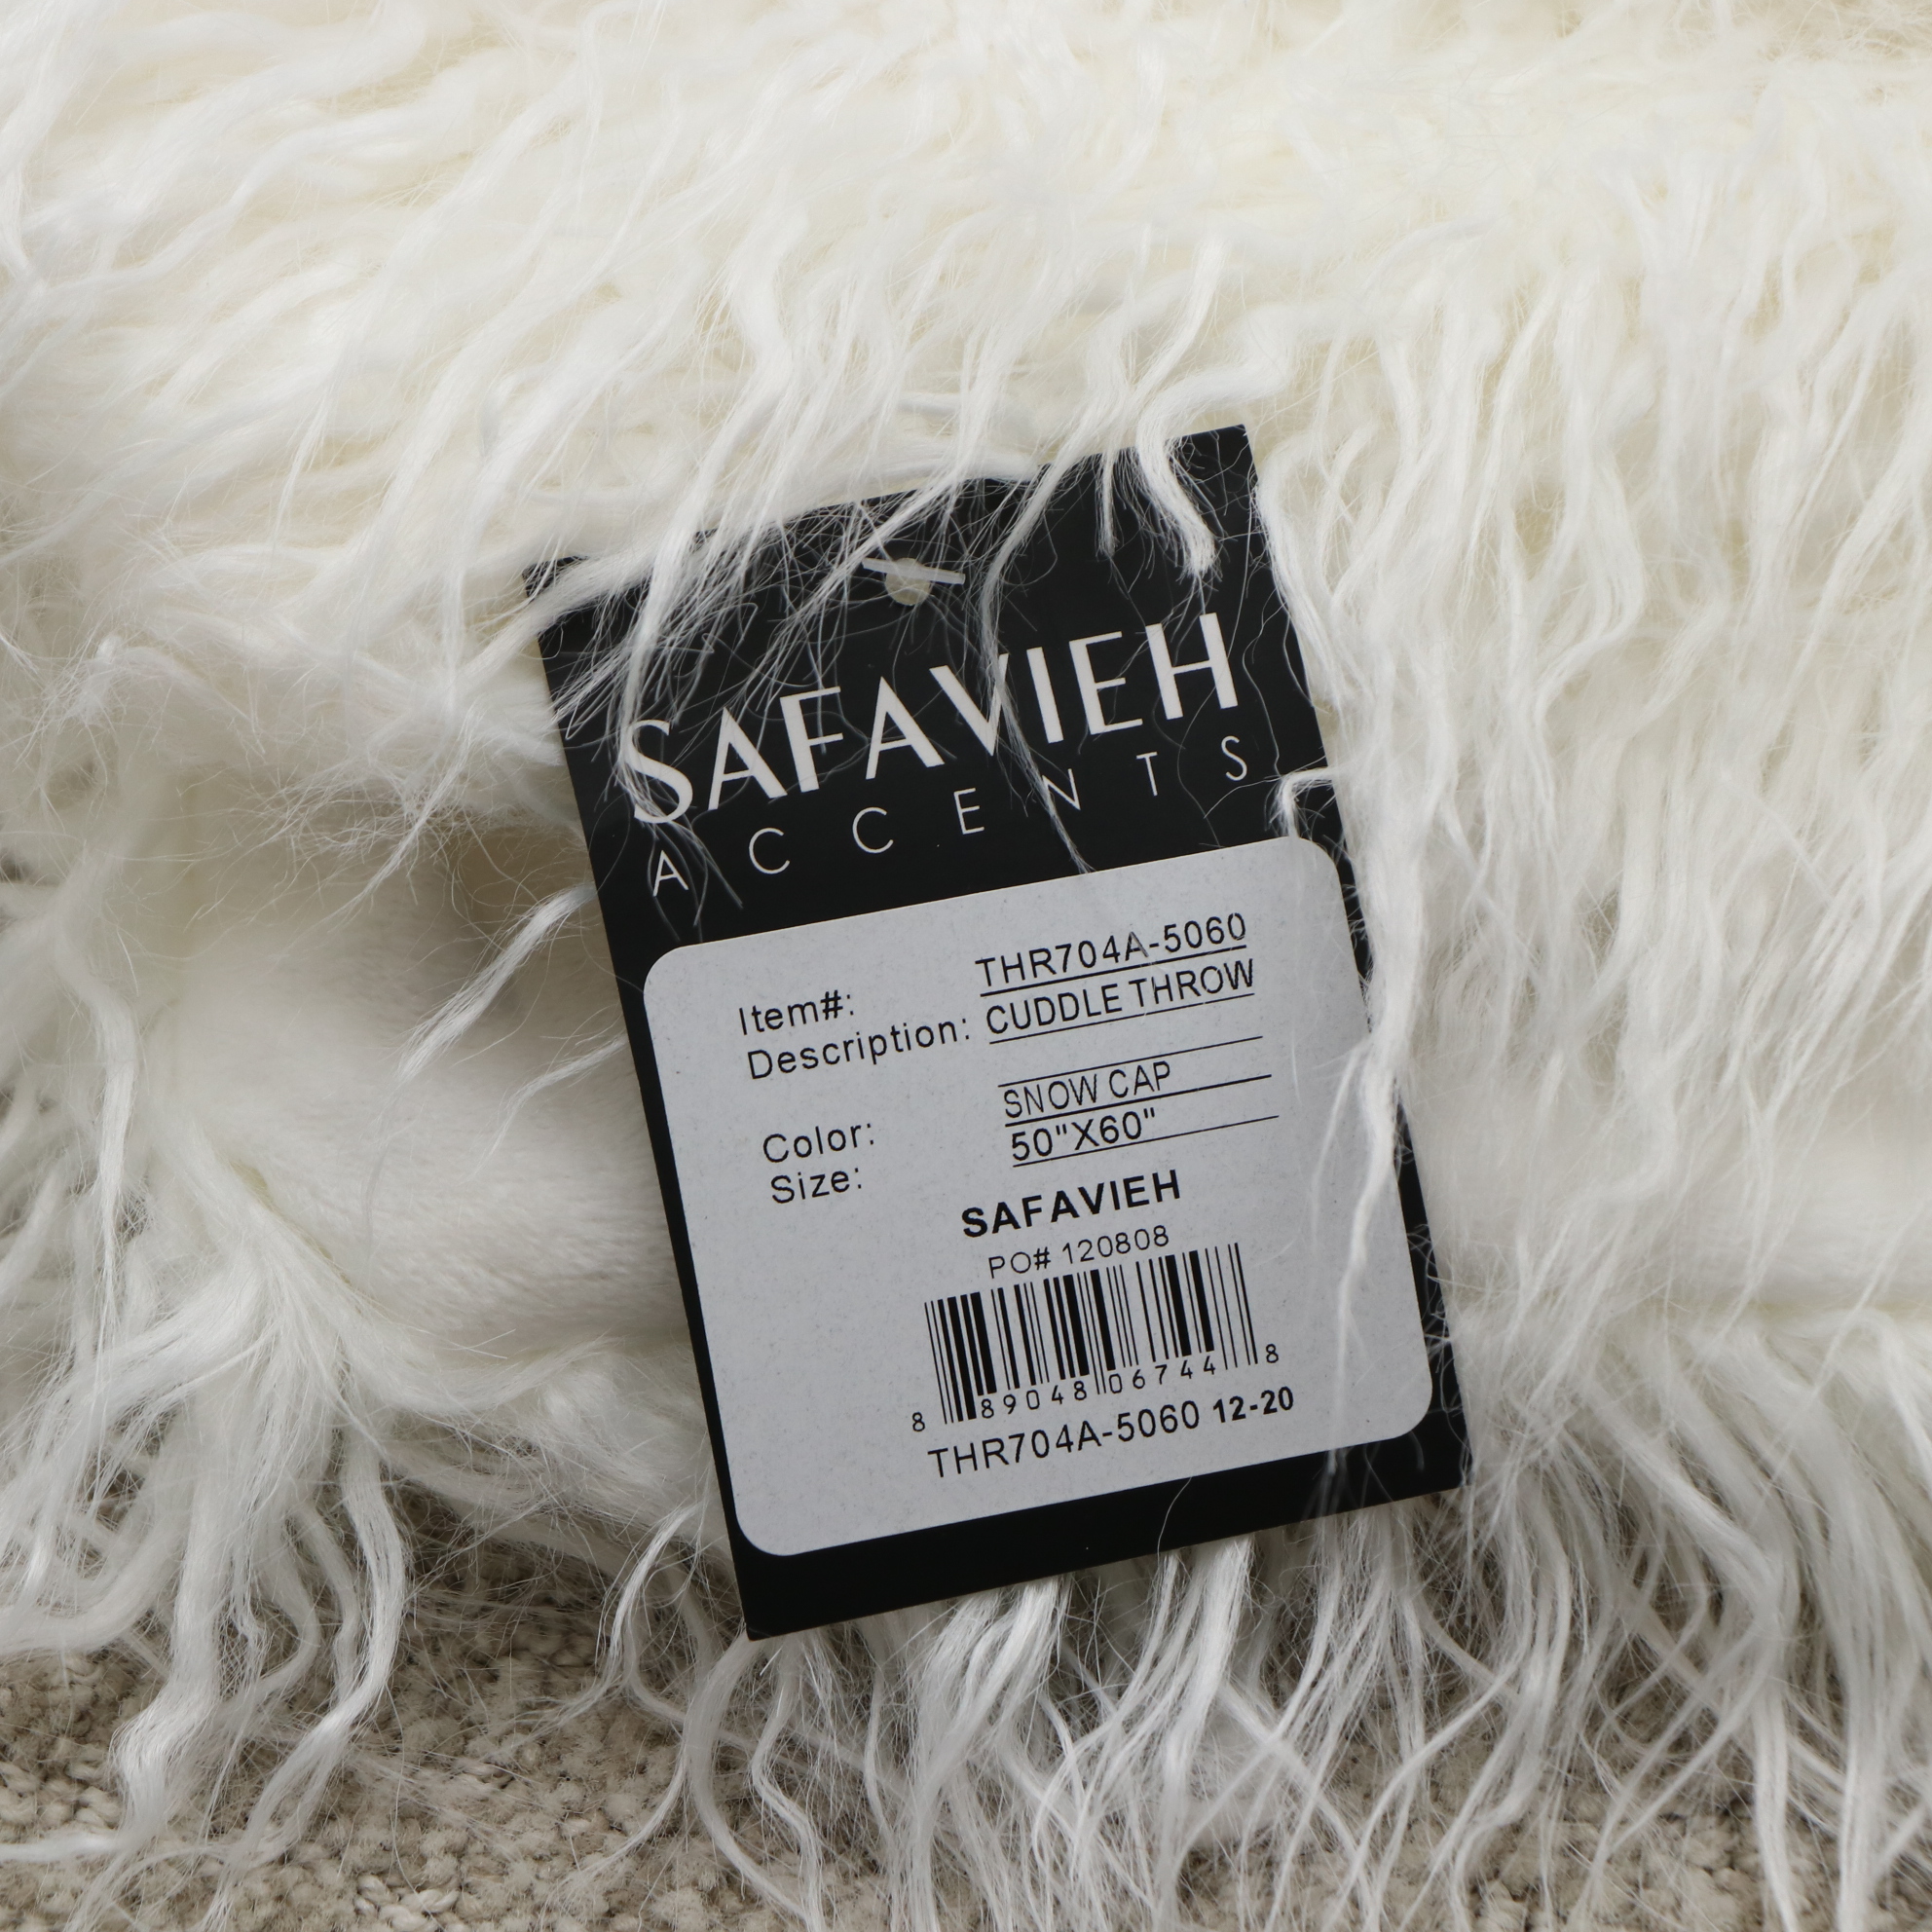 SAFAVIEH
ACCENTS
Item#: THR704A-5060
Description: CUDDLE THROW
Color: SNOW CAP
Size: 50"X60"
SAFAVIEH
PO# 120808
8 89048 06744 8
THR704A-5060 12-20